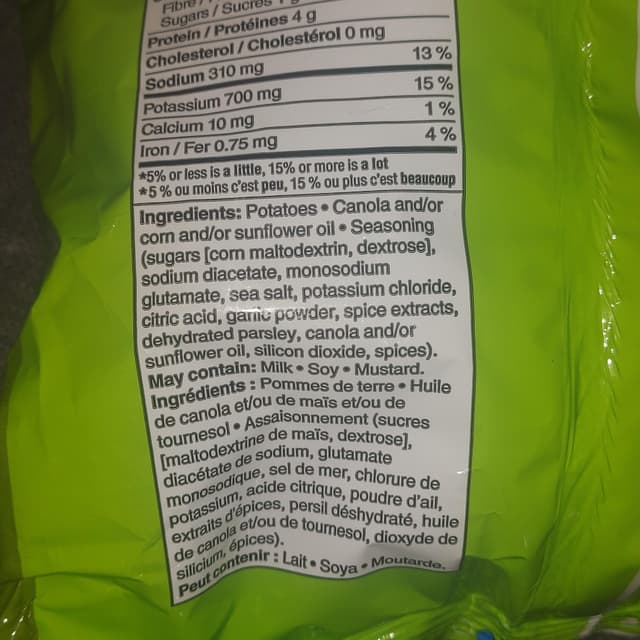 Fibre /
Sugars / Sucres
Protein / Protéines 4 g
Cholesterol / Cholestérol 0 mg
Sodium 310 mg 13 %
Potassium 700 mg 15 %
Calcium 10 mg 1 %
Iron / Fer 0.75 mg 4 %
*5% or less is a little, 15% or more is a lot
*5 % ou moins c'est peu, 15 % ou plus c'est beaucoup
Ingredients: Potatoes • Canola and/or
corn and/or sunflower oil • Seasoning
(sugars [corn maltodextrin, dextrose],
sodium diacetate, monosodium
glutamate, sea salt, potassium chloride,
citric acid, garlic powder, spice extracts,
dehydrated parsley, canola and/or
sunflower oil, silicon dioxide, spices).
May contain: Milk • Soy • Mustard.
Ingrédients : Pommes de terre • Huile
de canola et/ou de maïs et/ou de
tournesol • Assaisonnement (sucres
[maltodextrine de maïs, dextrose],
diacétate de sodium, glutamate
monosodique, sel de mer, chlorure de
potassium, acide citrique, poudre d'ail,
extraits d'épices, persil déshydraté, huile
de canola et/ou de tournesol, dioxyde de
silicium, épices).
Peut contenir : Lait • Soya • Moutarde.